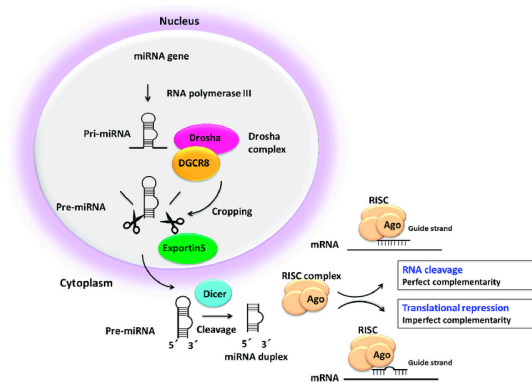 Nucleus
miRNA gene
RNA polymerase III
Pri-miRNA
Drosha
DGCR8
Drosha
complex
Pre-miRNA
Cropping
Exportin5
Cytoplasm
Dicer
Pre-miRNA
Cleavage
5´ 3´
5´ 3´
miRNA duplex
RISC
Ago
Guide strand
mRNA
RISC complex
Ago
RNA cleavage
Perfect complementarity
Translational repression
Imperfect complementarity
RISC
Ago
Guide strand
mRNA